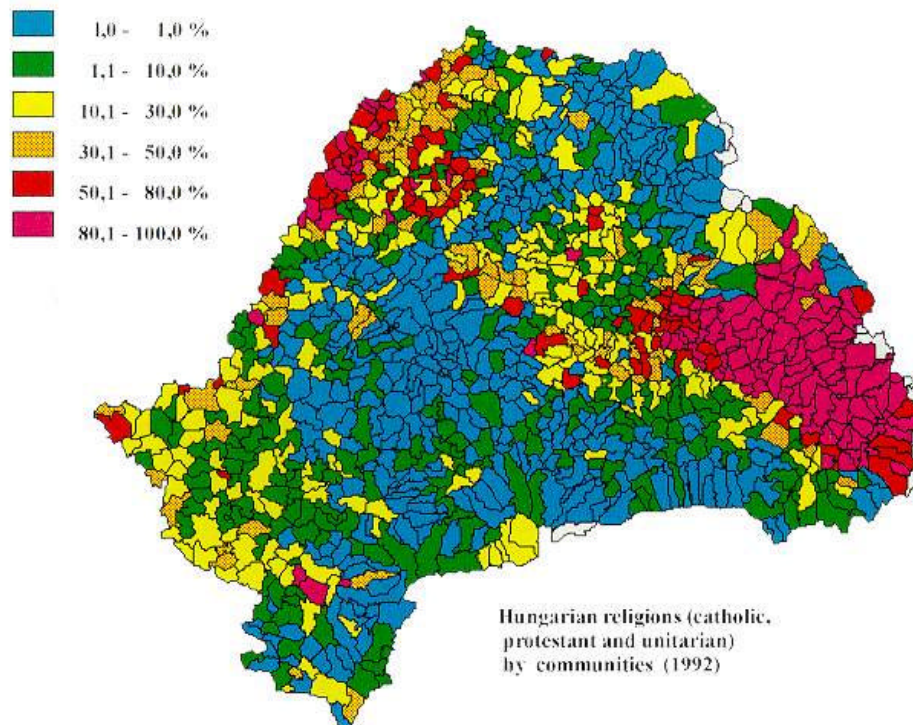 1,0 - 1,0 %
1,1 - 10,0 %
10,1 - 30,0 %
30,1 - 50,0 %
50,1 - 80,0 %
80,1 - 100,0 %
Hungarian religions (catholic,
protestant and unitarian)
by communities (1992)